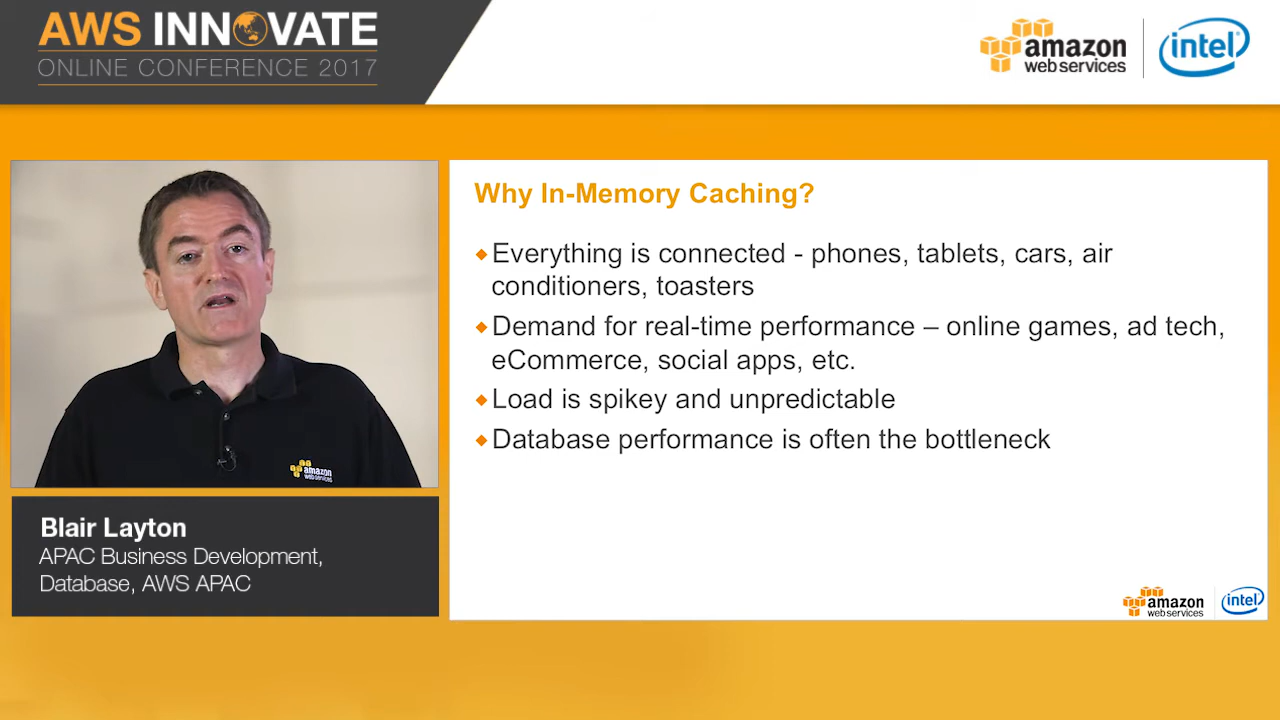 AWS INNOVATE
ONLINE CONFERENCE 2017
amazon
web services
intel
Why In-Memory Caching?
Everything is connected - phones, tablets, cars, air
conditioners, toasters
Demand for real-time performance – online games, ad tech,
eCommerce, social apps, etc.
Load is spikey and unpredictable
Database performance is often the bottleneck
amazon
web services
Blair Layton
APAC Business Development,
Database, AWS APAC
amazon
web services
intel